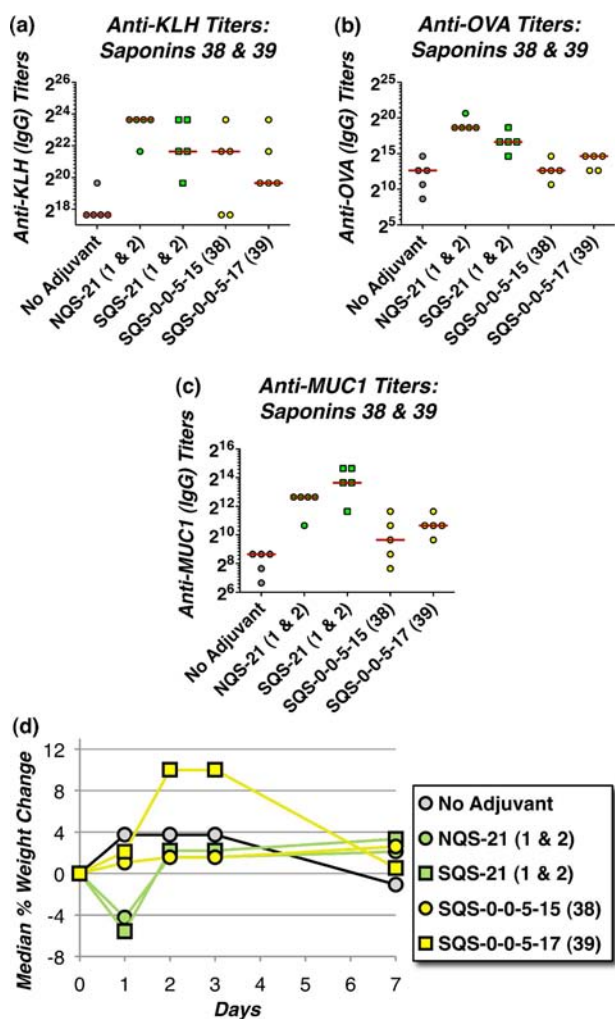 (a)
Anti-KLH Titers:
Saponins 38 & 39
Anti-KLH (IgG) Titers
2^26
2^24
2^22
2^20
2^18
No Adjuvant
NQS-21 (1 & 2)
SQS-21 (1 & 2)
SQS-0-0-5-15 (38)
SQS-0-0-5-17 (39)
(b)
Anti-OVA Titers:
Saponins 38 & 39
Anti-OVA (IgG) Titers
2^25
2^20
2^15
2^10
2^5
No Adjuvant
NQS-21 (1 & 2)
SQS-21 (1 & 2)
SQS-0-0-5-15 (38)
SQS-0-0-5-17 (39)
(c)
Anti-MUC1 Titers:
Saponins 38 & 39
Anti-MUC1 (IgG) Titers
2^16
2^14
2^12
2^10
2^8
2^6
No Adjuvant
NQS-21 (1 & 2)
SQS-21 (1 & 2)
SQS-0-0-5-15 (38)
SQS-0-0-5-17 (39)
(d)
Median % Weight Change
12
8
4
0
-4
-8
0 1 2 3 4 5 6 7
Days
No Adjuvant
NQS-21 (1 & 2)
SQS-21 (1 & 2)
SQS-0-0-5-15 (38)
SQS-0-0-5-17 (39)